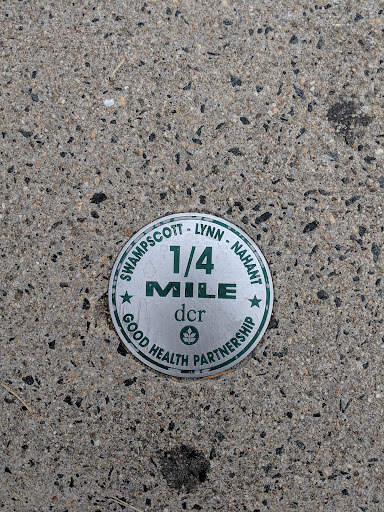 SWAMPSCOTT - LYNN - NAHANT
1/4
MILE
dcr
GOOD HEALTH PARTNERSHIP